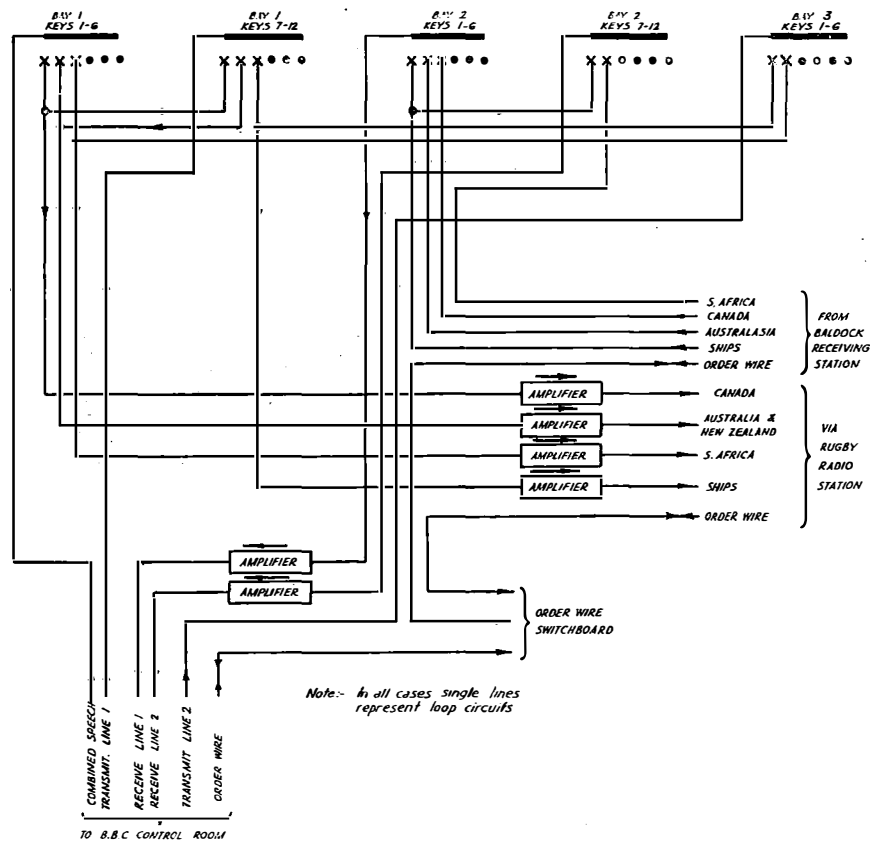 BAY 1
KEYS 1-6
BAY 1
KEYS 7-12
BAY 2
KEYS 1-6
BAY 2
KEYS 7-12
BAY 3
KEYS 1-6
S. AFRICA
CANADA
AUSTRALASIA
SHIPS
ORDER WIRE
FROM
BALDOCK
RECEIVING
STATION
AMPLIFIER
CANADA
AMPLIFIER
AUSTRALIA &
NEW ZEALAND
AMPLIFIER
S. AFRICA
AMPLIFIER
SHIPS
ORDER WIRE
VIA
RUGBY
RADIO
STATION
AMPLIFIER
AMPLIFIER
ORDER WIRE
SWITCHBOARD
Note:- In all cases single lines
represent loop circuits
COMBINED SPEECH
TRANSMIT. LINE 1
RECEIVE LINE 1
RECEIVE LINE 2
TRANSMIT LINE 2
ORDER WIRE
TO B.B.C CONTROL ROOM